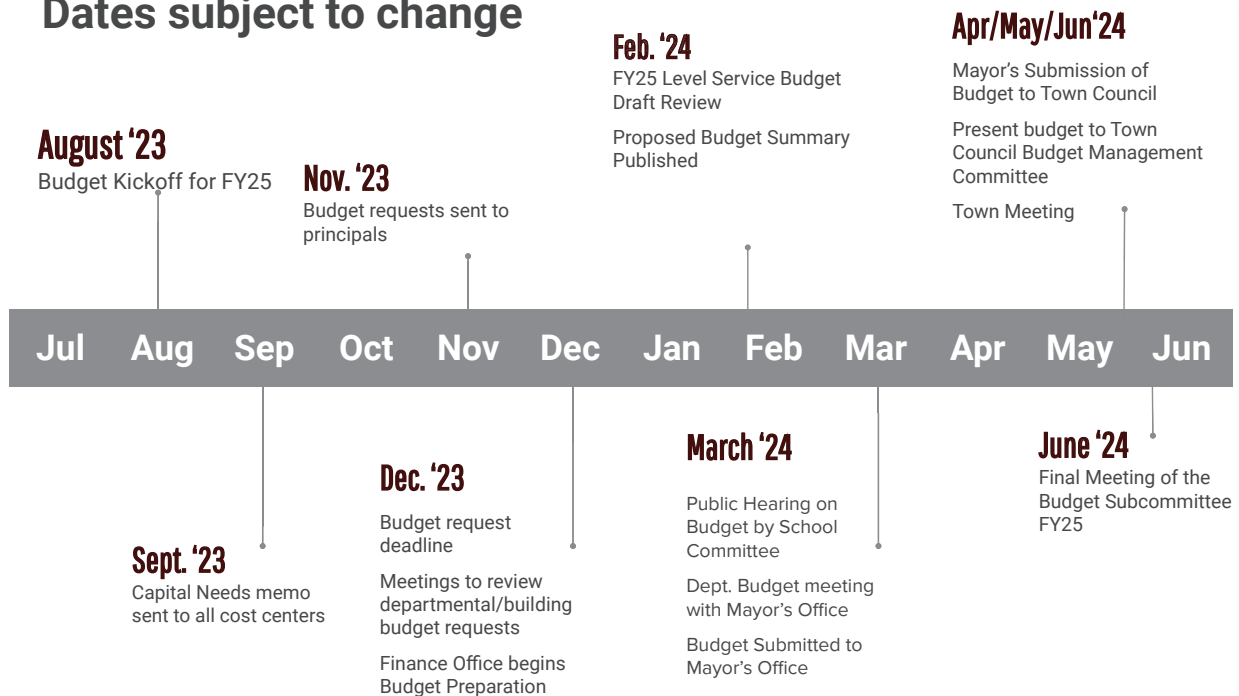 Dates subject to change
Apr/May/Jun‘24
Mayor’s Submission of
Budget to Town Council
Present budget to Town
Council Budget Management
Committee
Town Meeting
Feb. ‘24
FY25 Level Service Budget
Draft Review
Proposed Budget Summary
Published
August ‘23
Budget Kickoff for FY25
Nov. ‘23
Budget requests sent to
principals
Jul Aug Sep Oct Nov Dec Jan Feb Mar Apr May Jun
Sept. ‘23
Capital Needs memo
sent to all cost centers
Dec. ‘23
Budget request
deadline
Meetings to review
departmental/building
budget requests
Finance Office begins
Budget Preparation
March ‘24
Public Hearing on
Budget by School
Committee
Dept. Budget meeting
with Mayor’s Office
Budget Submitted to
Mayor’s Office
June ‘24
Final Meeting of the
Budget Subcommittee
FY25